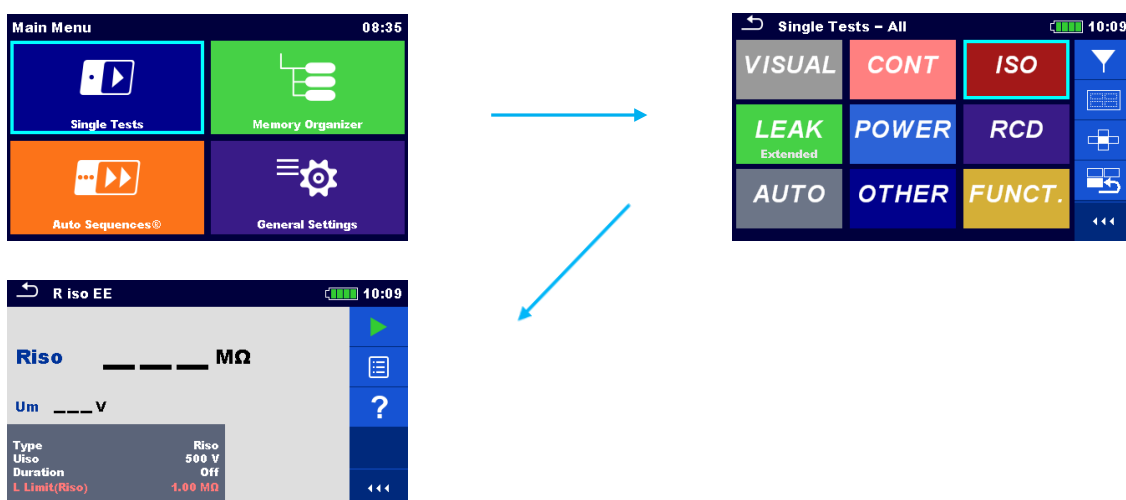 Main Menu 08:35
Single Tests Memory Organizer
Auto Sequences® General Settings
Single Tests – All 10:09
VISUAL CONT ISO
LEAK POWER RCD
Extended
AUTO OTHER FUNCT.
R iso EE 10:09
Riso ___ MΩ
Um ___ V
?
Type Riso
Uiso 500 V
Duration Off
L Limit(Riso) 1.00 MΩ